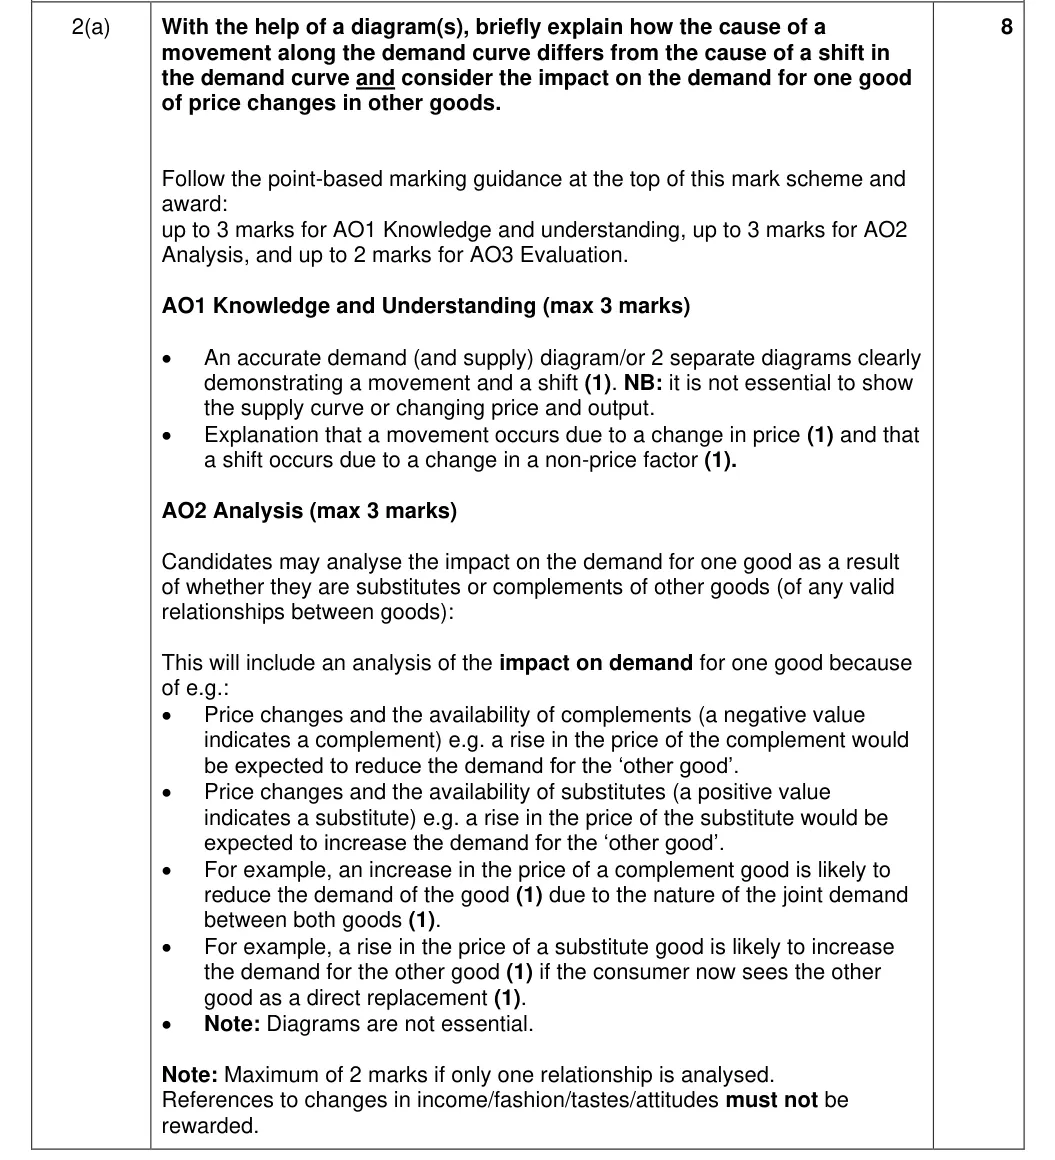 2(a)
With the help of a diagram(s), briefly explain how the cause of a
movement along the demand curve differs from the cause of a shift in
the demand curve and consider the impact on the demand for one good
of price changes in other goods.
8
Follow the point-based marking guidance at the top of this mark scheme and
award:
up to 3 marks for AO1 Knowledge and understanding, up to 3 marks for AO2
Analysis, and up to 2 marks for AO3 Evaluation.
AO1 Knowledge and Understanding (max 3 marks)
• An accurate demand (and supply) diagram/or 2 separate diagrams clearly
demonstrating a movement and a shift (1). NB: it is not essential to show
the supply curve or changing price and output.
• Explanation that a movement occurs due to a change in price (1) and that
a shift occurs due to a change in a non-price factor (1).
AO2 Analysis (max 3 marks)
Candidates may analyse the impact on the demand for one good as a result
of whether they are substitutes or complements of other goods (of any valid
relationships between goods):
This will include an analysis of the impact on demand for one good because
of e.g.:
• Price changes and the availability of complements (a negative value
indicates a complement) e.g. a rise in the price of the complement would
be expected to reduce the demand for the ‘other good’.
• Price changes and the availability of substitutes (a positive value
indicates a substitute) e.g. a rise in the price of the substitute would be
expected to increase the demand for the ‘other good’.
• For example, an increase in the price of a complement good is likely to
reduce the demand of the good (1) due to the nature of the joint demand
between both goods (1).
• For example, a rise in the price of a substitute good is likely to increase
the demand for the other good (1) if the consumer now sees the other
good as a direct replacement (1).
• Note: Diagrams are not essential.
Note: Maximum of 2 marks if only one relationship is analysed.
References to changes in income/fashion/tastes/attitudes must not be
rewarded.